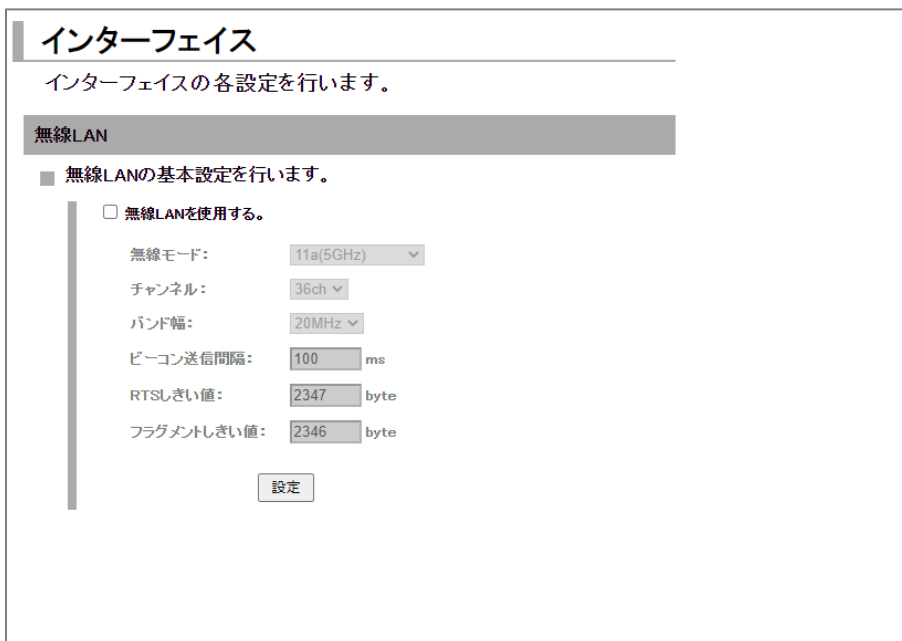 インターフェイス
インターフェイスの各設定を行います。
無線LAN
無線LANの基本設定を行います。
無線LANを使用する。
無線モード: 11a(5GHz)
チャンネル: 36ch
バンド幅: 20MHz
ビーコン送信間隔: 100 ms
RTSしきい値: 2347 byte
フラグメントしきい値: 2346 byte
設定